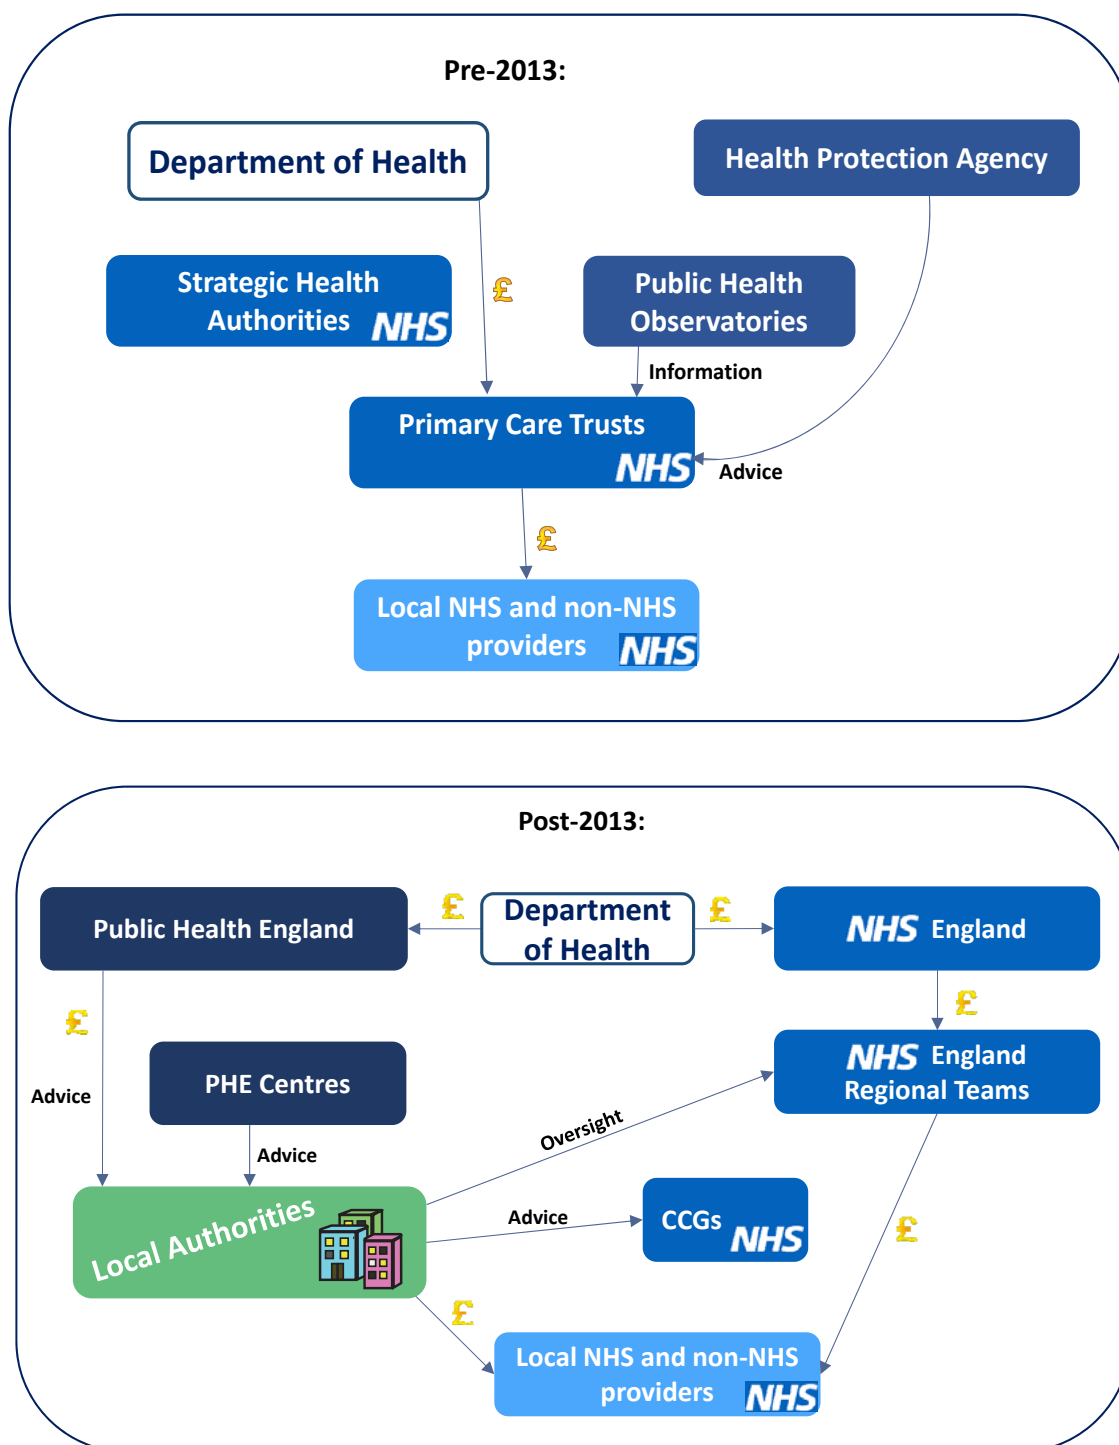 Pre-2013:
Department of Health
Health Protection Agency
Strategic Health
Authorities NHS
£
Public Health
Observatories
Information
Primary Care Trusts
NHS
Advice
£
Local NHS and non-NHS
providers NHS
Post-2013:
Public Health England
£
Department
of Health
£
NHS England
£
£
PHE Centres
NHS England
Regional Teams
Advice
Oversight
Advice
Local Authorities
Advice
CCGs NHS
£
£
Local NHS and non-NHS
providers NHS